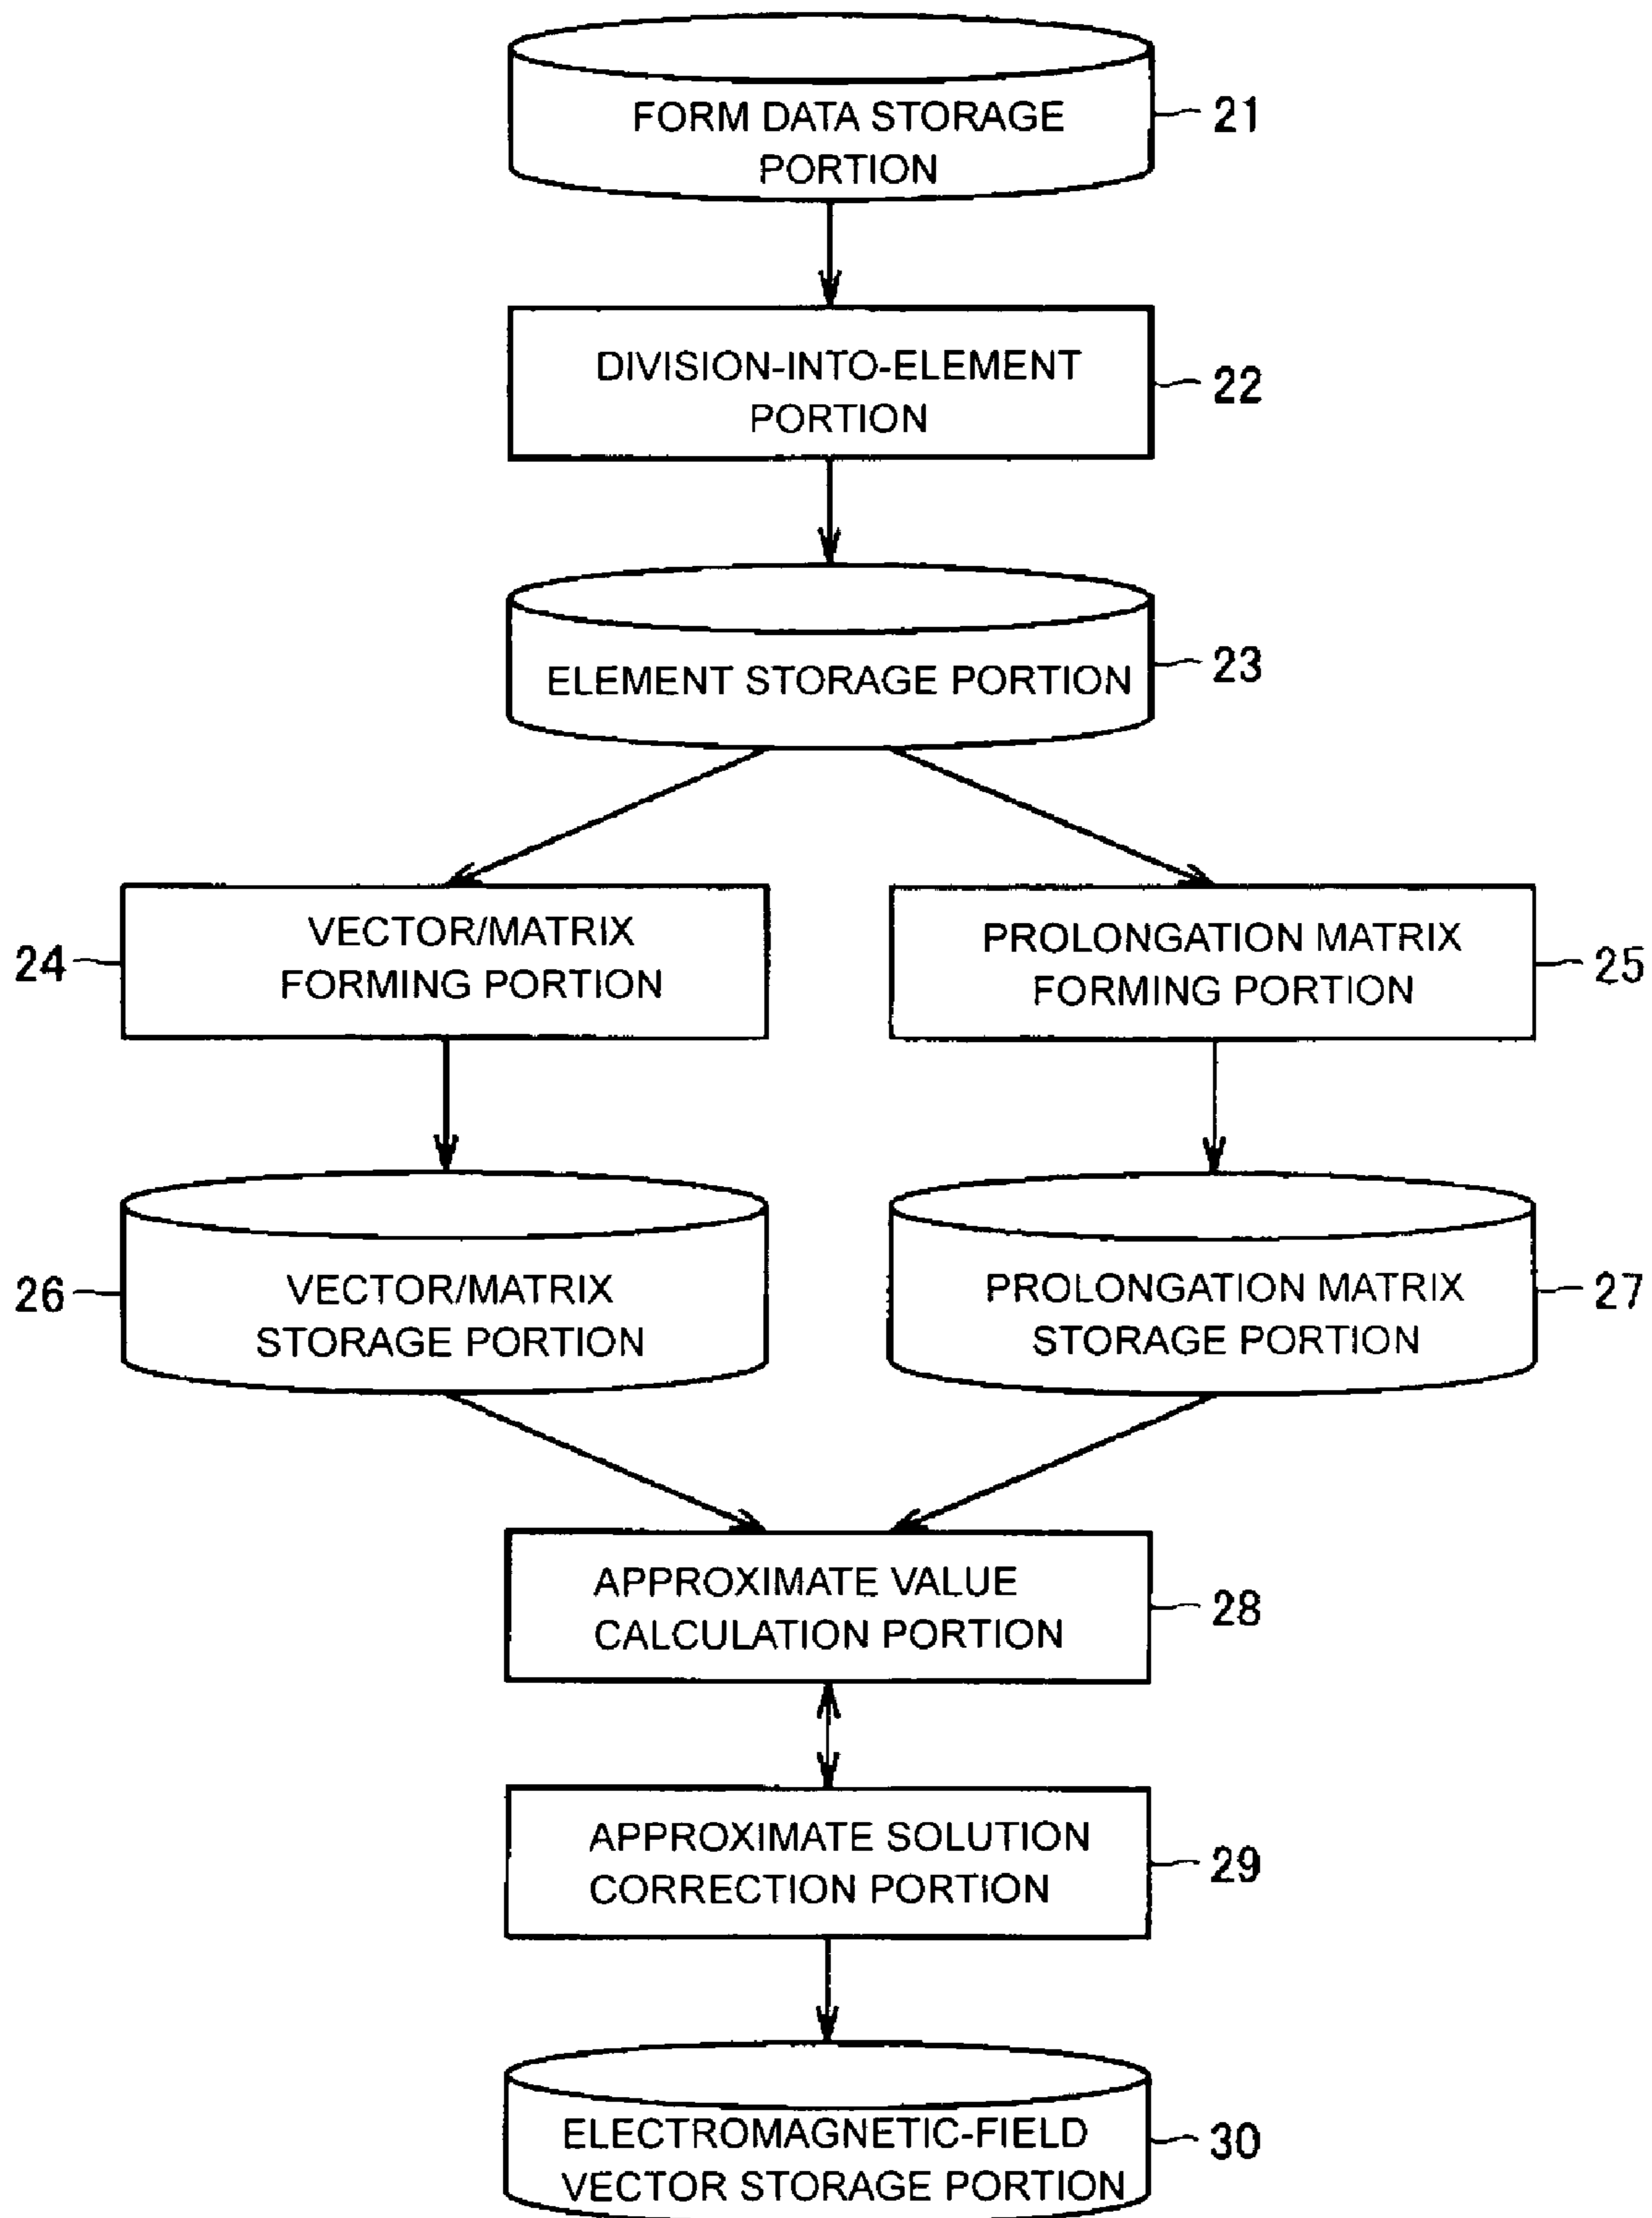 FORM DATA STORAGE
PORTION
21
DIVISION-INTO-ELEMENT
PORTION
22
ELEMENT STORAGE PORTION
23
24
VECTOR/MATRIX
FORMING PORTION
PROLONGATION MATRIX
FORMING PORTION
25
26
VECTOR/MATRIX
STORAGE PORTION
PROLONGATION MATRIX
STORAGE PORTION
27
APPROXIMATE VALUE
CALCULATION PORTION
28
APPROXIMATE SOLUTION
CORRECTION PORTION
29
ELECTROMAGNETIC-FIELD
VECTOR STORAGE PORTION
30